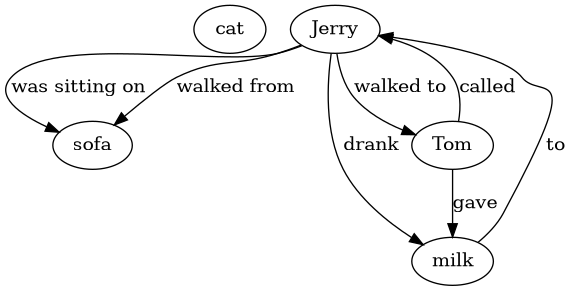 cat
Jerry
was sitting on
walked from
walked to
called
sofa
drank
Tom
to
gave
milk